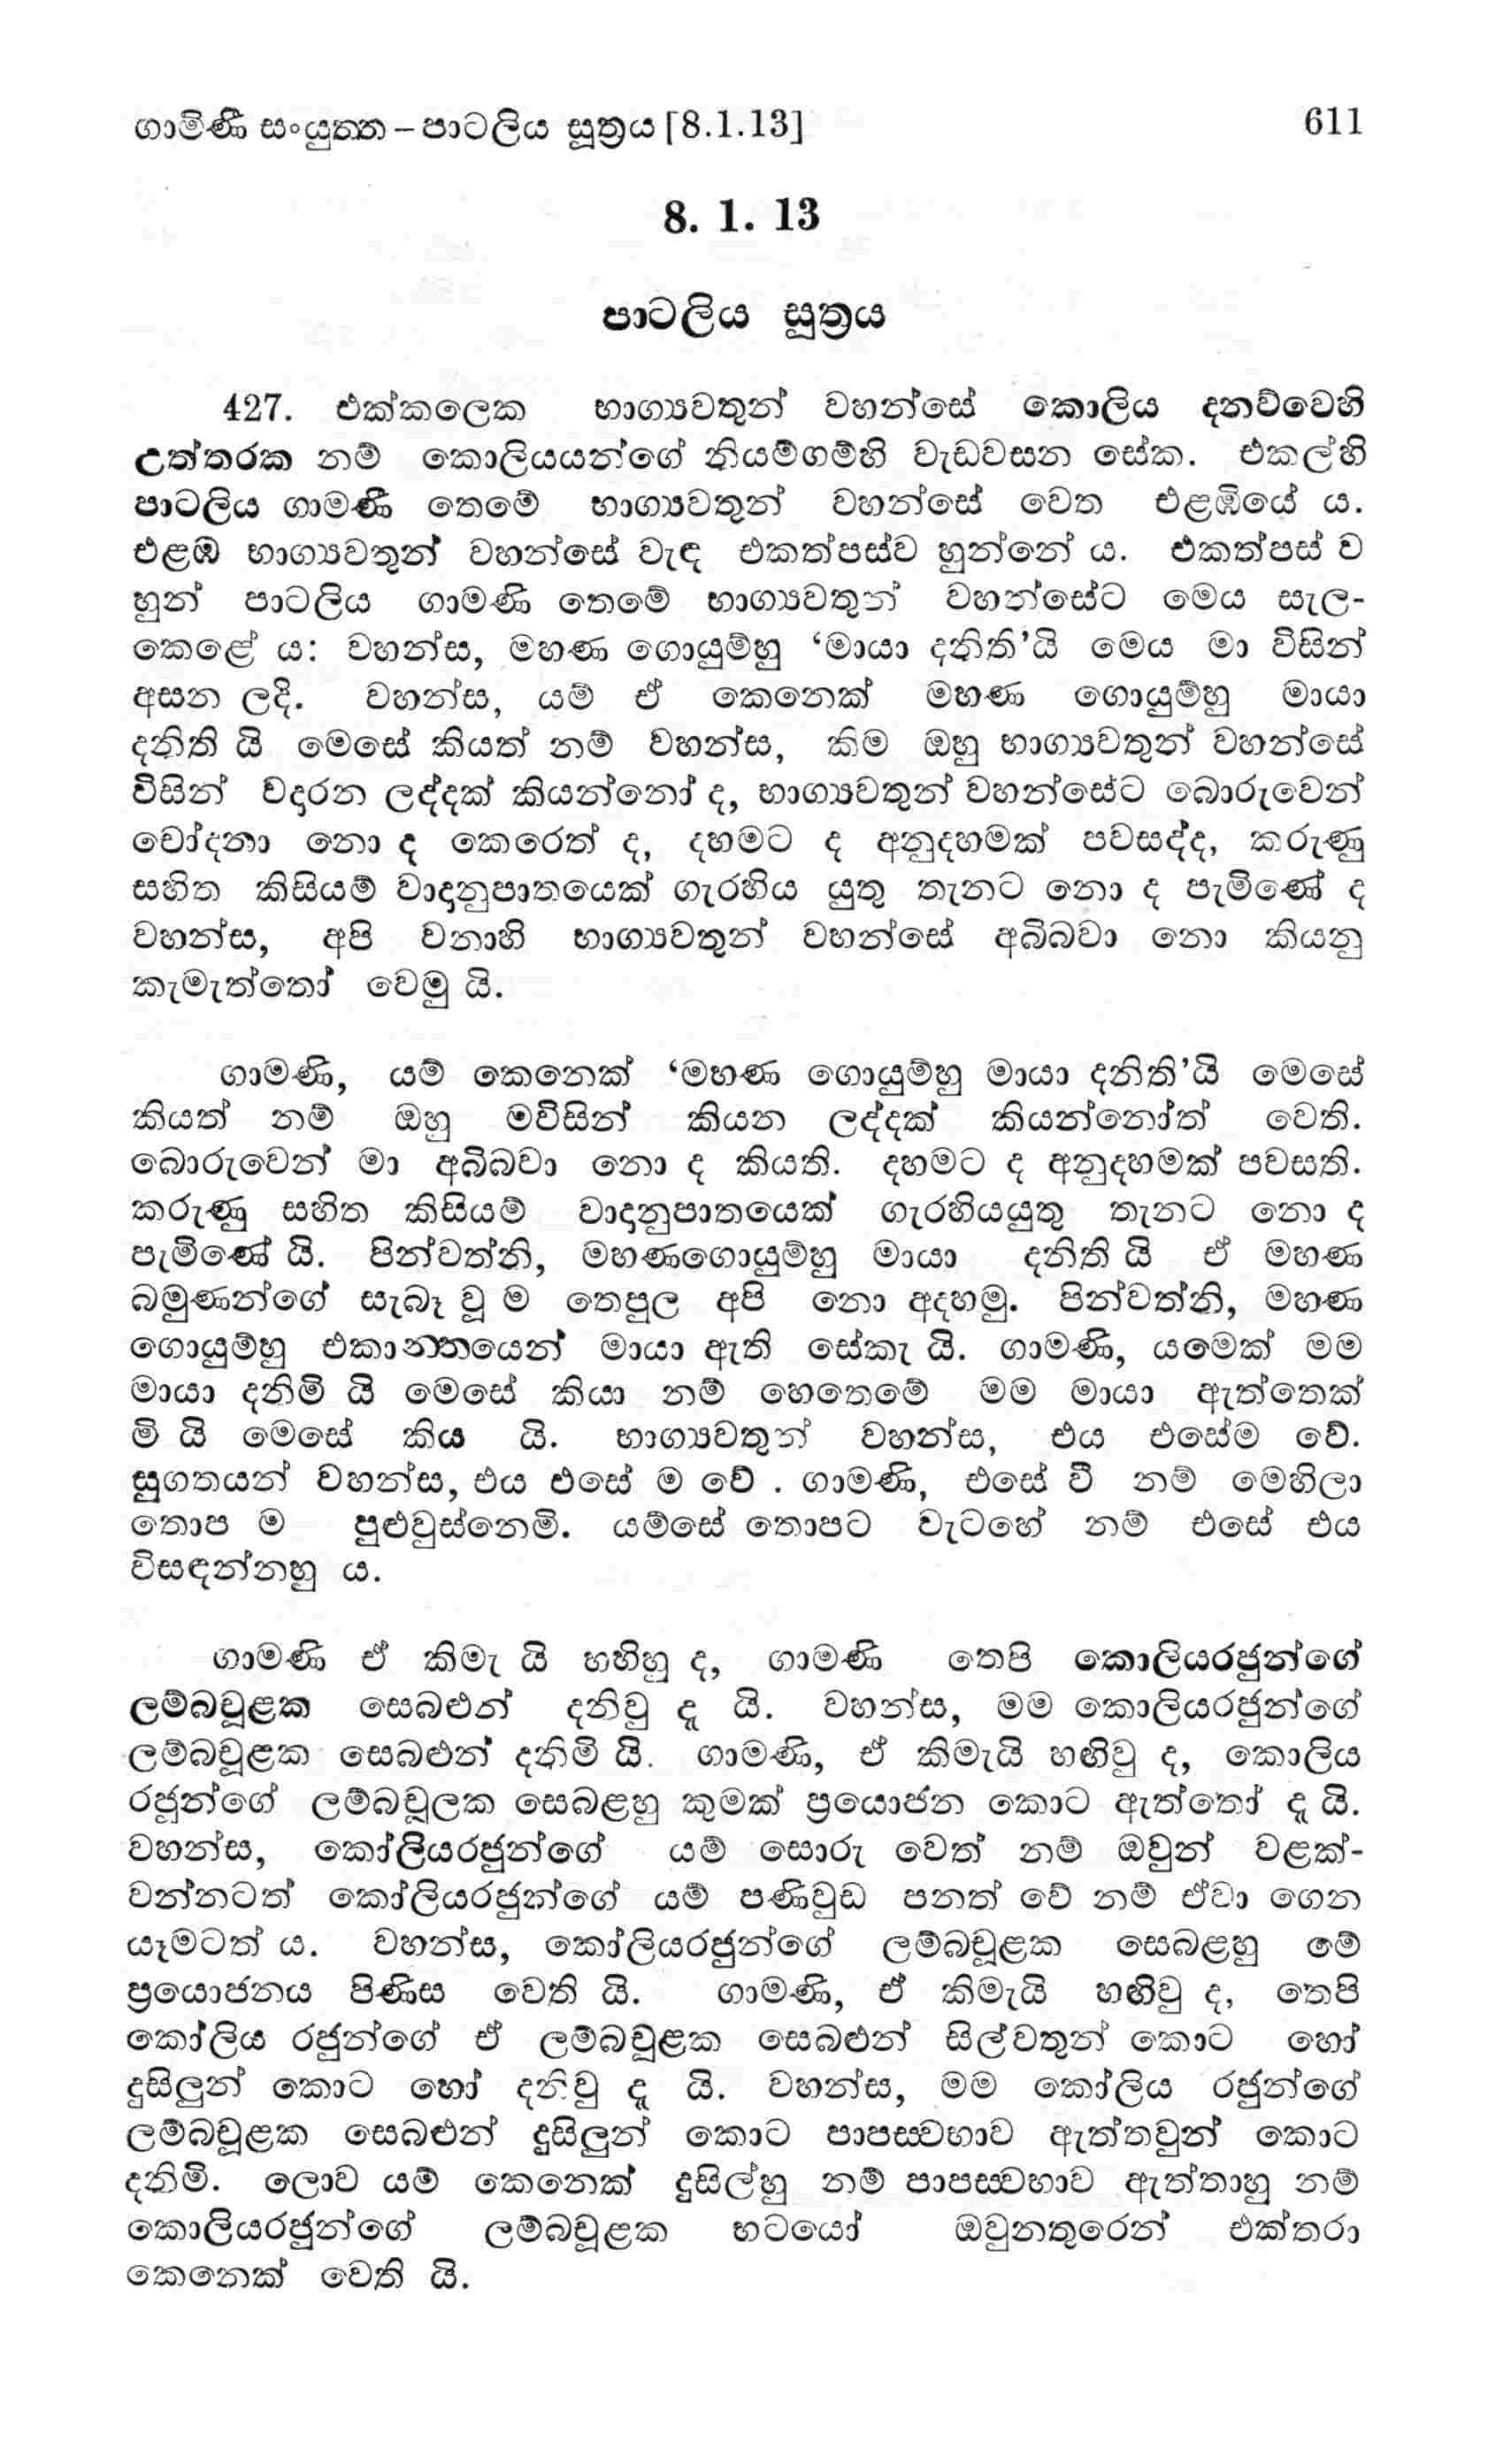 ගාමිණී සංයුත්ත – පාටලිය සූත්‍රය [8.1.13] 611
8. 1. 13
පාටලිය සූත්‍රය
427. එක්කලෙක භාග්‍යවතුන් වහන්සේ කොලිය දනව්වෙහි
උත්තරක නම් කොලියයන්ගේ නියම්ගම්හි වැඩවසන සේක. එකල්හි
පාටලිය ගාමණී තෙමේ භාග්‍යවතුන් වහන්සේ වෙත එළඹියේ ය.
එළඹ භාග්‍යවතුන් වහන්සේ වැඳ එකත්පස්ව හුන්නේ ය. එකත්පස් ව
හුන් පාටලිය ගාමණි තෙමේ භාග්‍යවතුන් වහන්සේට මෙය සැල-
කෙළේ ය: වහන්ස, මහණ ගොයුම්හු ‘මායා දනිති’යි මෙය මා විසින්
අසන ලදි. වහන්ස, යම් ඒ කෙනෙක් මහණ ගොයුම්හු මායා
දනිති යි මෙසේ කියත් නම් වහන්ස, කිම ඔහු භාග්‍යවතුන් වහන්සේ
විසින් වදරන ලද්දක් කියන්නෝ ද, භාග්‍යවතුන් වහන්සේට බොරුවෙන්
චෝදනා නො ද කෙරෙත් ද, දහමට ද අනුදහමක් පවසද්ද, කරුණු
සහිත කිසියම් වාදානුපාතයෙක් ගැරහිය යුතු තැනට නො ද පැමිණේ ද
වහන්ස, අපි වනාහි භාග්‍යවතුන් වහන්සේ අබිබවා නො කියනු
කැමැත්තෝ වෙමු යි.
ගාමණි, යම් කෙනෙක් ‘මහණ ගොයුම්හු මායා දනිති’යි මෙසේ
කියත් නම් ඔහු මවිසින් කියන ලද්දක් කියන්නෝත් වෙති.
බොරුවෙන් මා අබිබවා නො ද කියති. දහමට ද අනුදහමක් පවසති.
කරුණු සහිත කිසියම් වාදානුපාතයෙක් ගැරහියයුතු තැනට නො ද
පැමිණේ යි. පින්වත්නි, මහණගොයුම්හු මායා දනිති යි ඒ මහණ
බමුණන්ගේ සැබෑ වූ ම තෙපුල අපි නො අදහමු. පින්වත්නි, මහණ
ගොයුම්හු එකාන්තයෙන් මායා ඇති සේකැ යි. ගාමණි, යමෙක් මම
මායා දනිමි යි මෙසේ කියා නම් හෙතෙමේ මම මායා ඇත්තෙක්
මි යි මෙසේ කිය යි. භාග්‍යවතුන් වහන්ස, එය එසේම වේ.
සුගතයන් වහන්ස, එය එසේ ම වේ . ගාමණි, එසේ වී නම් මෙහිලා
තොප ම පුළුවුස්නෙමි. යම්සේ තොපට වැටහේ නම් එසේ එය
විසඳන්නහු ය.
ගාමණි ඒ කිමැ යි හඟිහු ද, ගාමණි තෙපි කොලියරජුන්ගේ
ලම්බචූළක සෙබළුන් දනිවු දැ යි. වහන්ස, මම කොලියරජුන්ගේ
ලම්බචූළක සෙබළුන් දනිමි යි. ගාමණි, ඒ කිමැයි හඟිවු ද, කොලිය
රජුන්ගේ ලම්බචූලක සෙබළහු කුමක් ප්‍රයොජන කොට ඇත්තෝ දැ යි.
වහන්ස, කෝලියරජුන්ගේ යම් සොරු වෙත් නම් ඔවුන් වළක්-
වන්නටත් කෝලියරජුන්ගේ යම් පණිවුඩ පනත් වේ නම් ඒවා ගෙන
යෑමටත් ය. වහන්ස, කෝලියරජුන්ගේ ලම්බචූළක සෙබළහු මේ
ප්‍රයොජනය පිණිස වෙති යි. ගාමණි, ඒ කිමැයි හඟිවු ද, තෙපි
කෝලිය රජුන්ගේ ඒ ලම්බචූළක සෙබළුන් සිල්වතුන් කොට හෝ
දුසිලුන් කොට හෝ දනිවු දැ යි. වහන්ස, මම කෝලිය රජුන්ගේ
ලම්බචූළක සෙබළුන් දුසිලුන් කොට පාපස්වභාව ඇත්තවුන් කොට
දනිමි. ලොව යම් කෙනෙක් දුසිල්හු නම් පාපස්වභාව ඇත්තාහු නම්
කොලියරජුන්ගේ ලම්බචූළක භටයෝ ඔවුනතුරෙන් එක්තරා
කෙනෙක් වෙති යි.